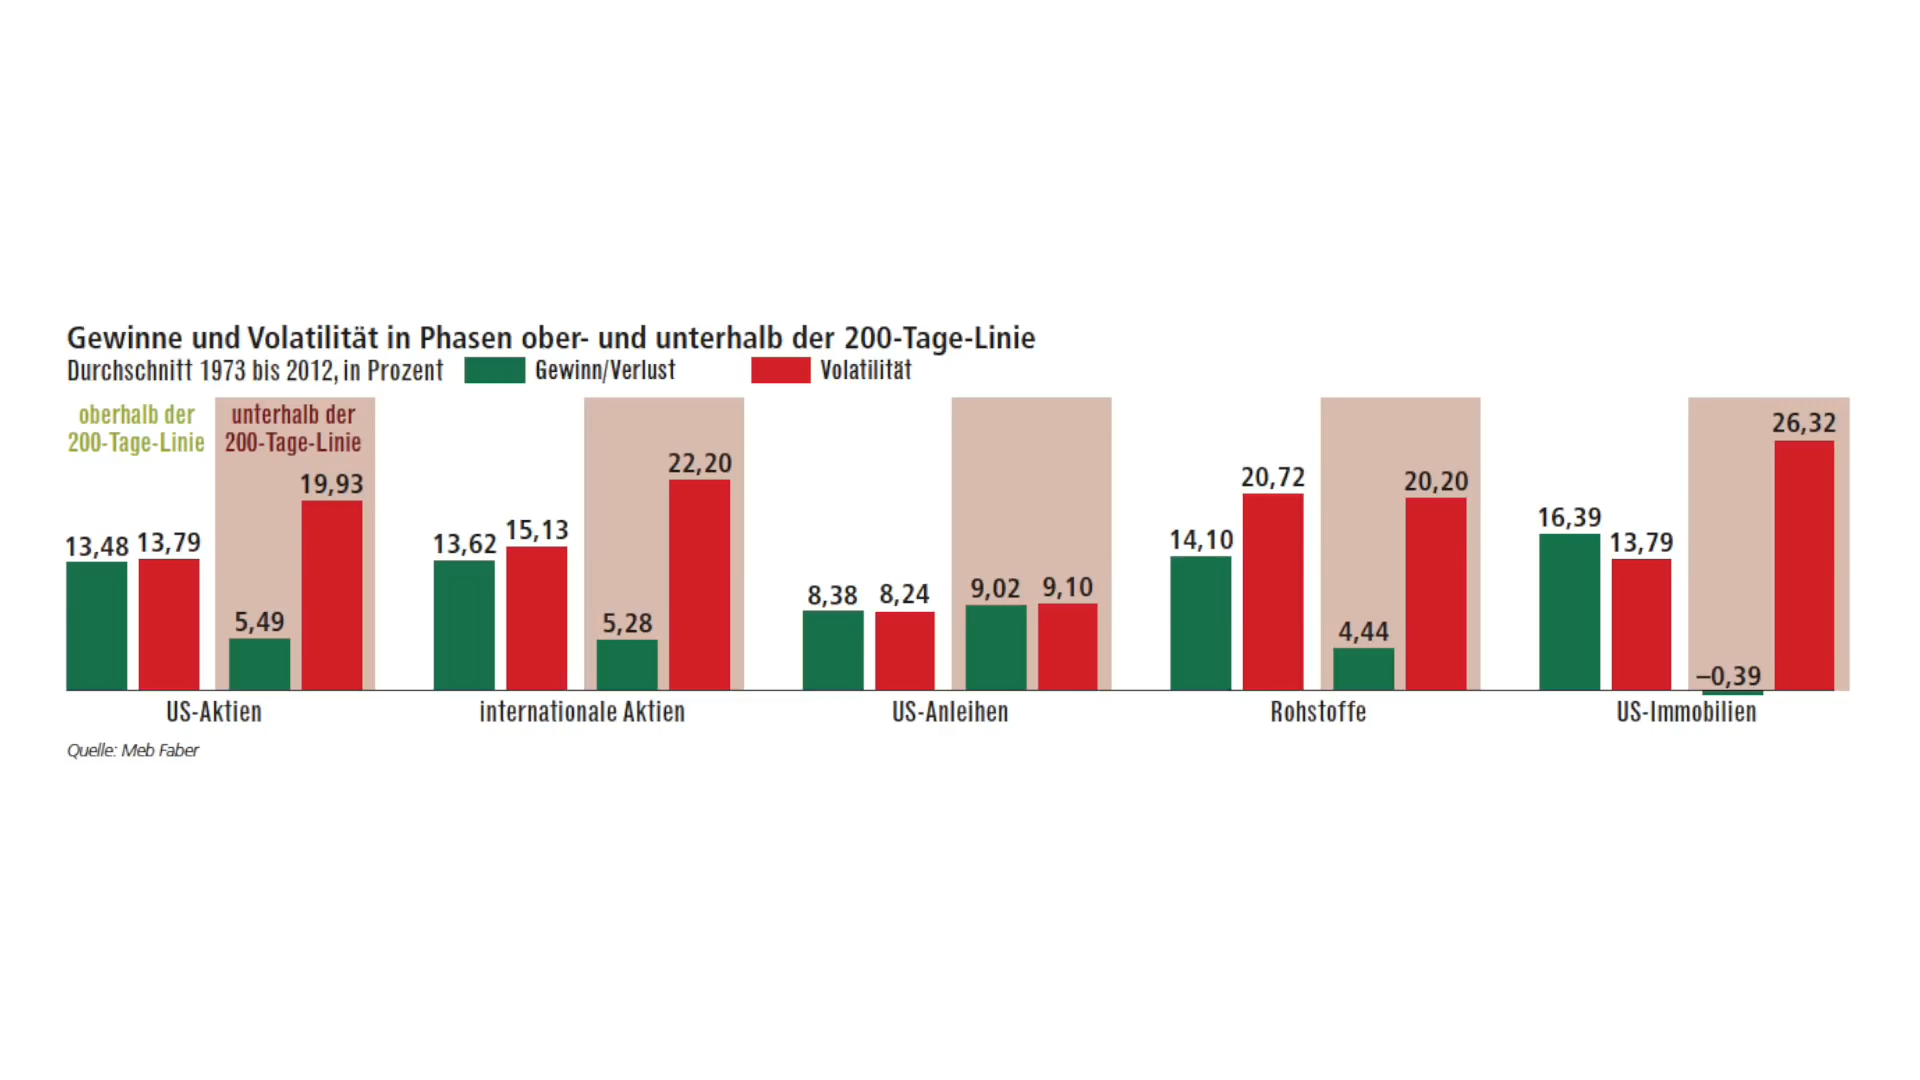 Gewinne und Volatilität in Phasen ober- und unterhalb der 200-Tage-Linie
Durchschnitt 1973 bis 2012, in Prozent Gewinn/Verlust Volatilität
oberhalb der
200-Tage-Linie
unterhalb der
200-Tage-Linie
13,48 13,79 5,49 19,93
13,62 15,13 5,28 22,20
8,38 8,24 9,02 9,10
14,10 20,72 4,44 20,20
16,39 13,79 –0,39 26,32
US-Aktien internationale Aktien US-Anleihen Rohstoffe US-Immobilien
Quelle: Meb Faber